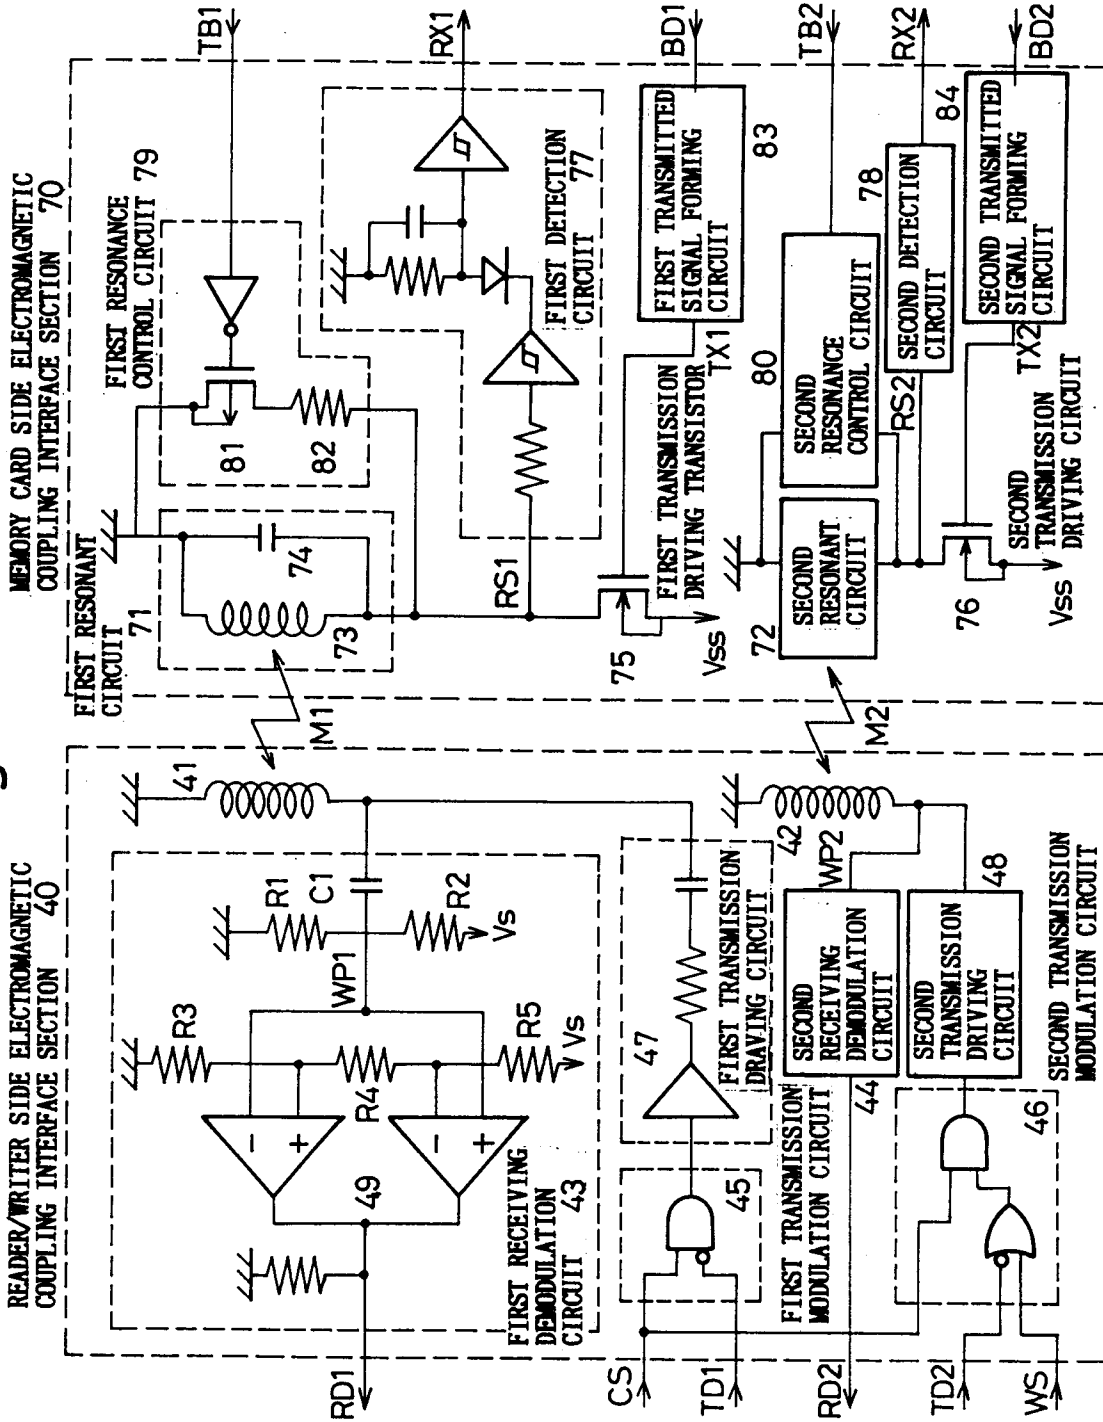 READER/WRITER SIDE ELECTROMAGNETIC
COUPLING INTERFACE SECTION 40
R3
R1
C1
41
WP1
R2
Vs
R4
R5
Vs
49
FIRST RECEIVING
DEMODULATION
CIRCUIT 43
RD1
47
FIRST TRANSMISSION
DRAVING CIRCUIT
45
CS
TD1
FIRST TRANSMISSION
MODULATION CIRCUIT
42
WP2
SECOND
RECEIVING
DEMODULATION
CIRCUIT
44
RD2
SECOND
TRANSMISSION
DRIVING
CIRCUIT
48
46
TD2
WS
SECOND TRANSMISSION
MODULATION CIRCUIT
M1
M2
MEMORY CARD SIDE ELECTROMAGNETIC
COUPLING INTERFACE SECTION 70
FIRST RESONANT
CIRCUIT 71
73
74
FIRST RESONANCE
CONTROL CIRCUIT 79
81
82
TB1
RX1
FIRST DETECTION
CIRCUIT 77
RS1
75
Vss
FIRST TRANSMISSION
DRIVING TRANSISTOR
TX1
FIRST TRANSMITTED
SIGNAL FORMING
CIRCUIT
83
BD1
72
SECOND
RESONANT
CIRCUIT
80
SECOND
RESONANCE
CONTROL CIRCUIT
TB2
RS2
SECOND DETECTION
CIRCUIT
78
RX2
76
Vss
SECOND
TRANSMISSION
DRIVING CIRCUIT
TX2
SECOND TRANSMITTED
SIGNAL FORMING
CIRCUIT
84
BD2